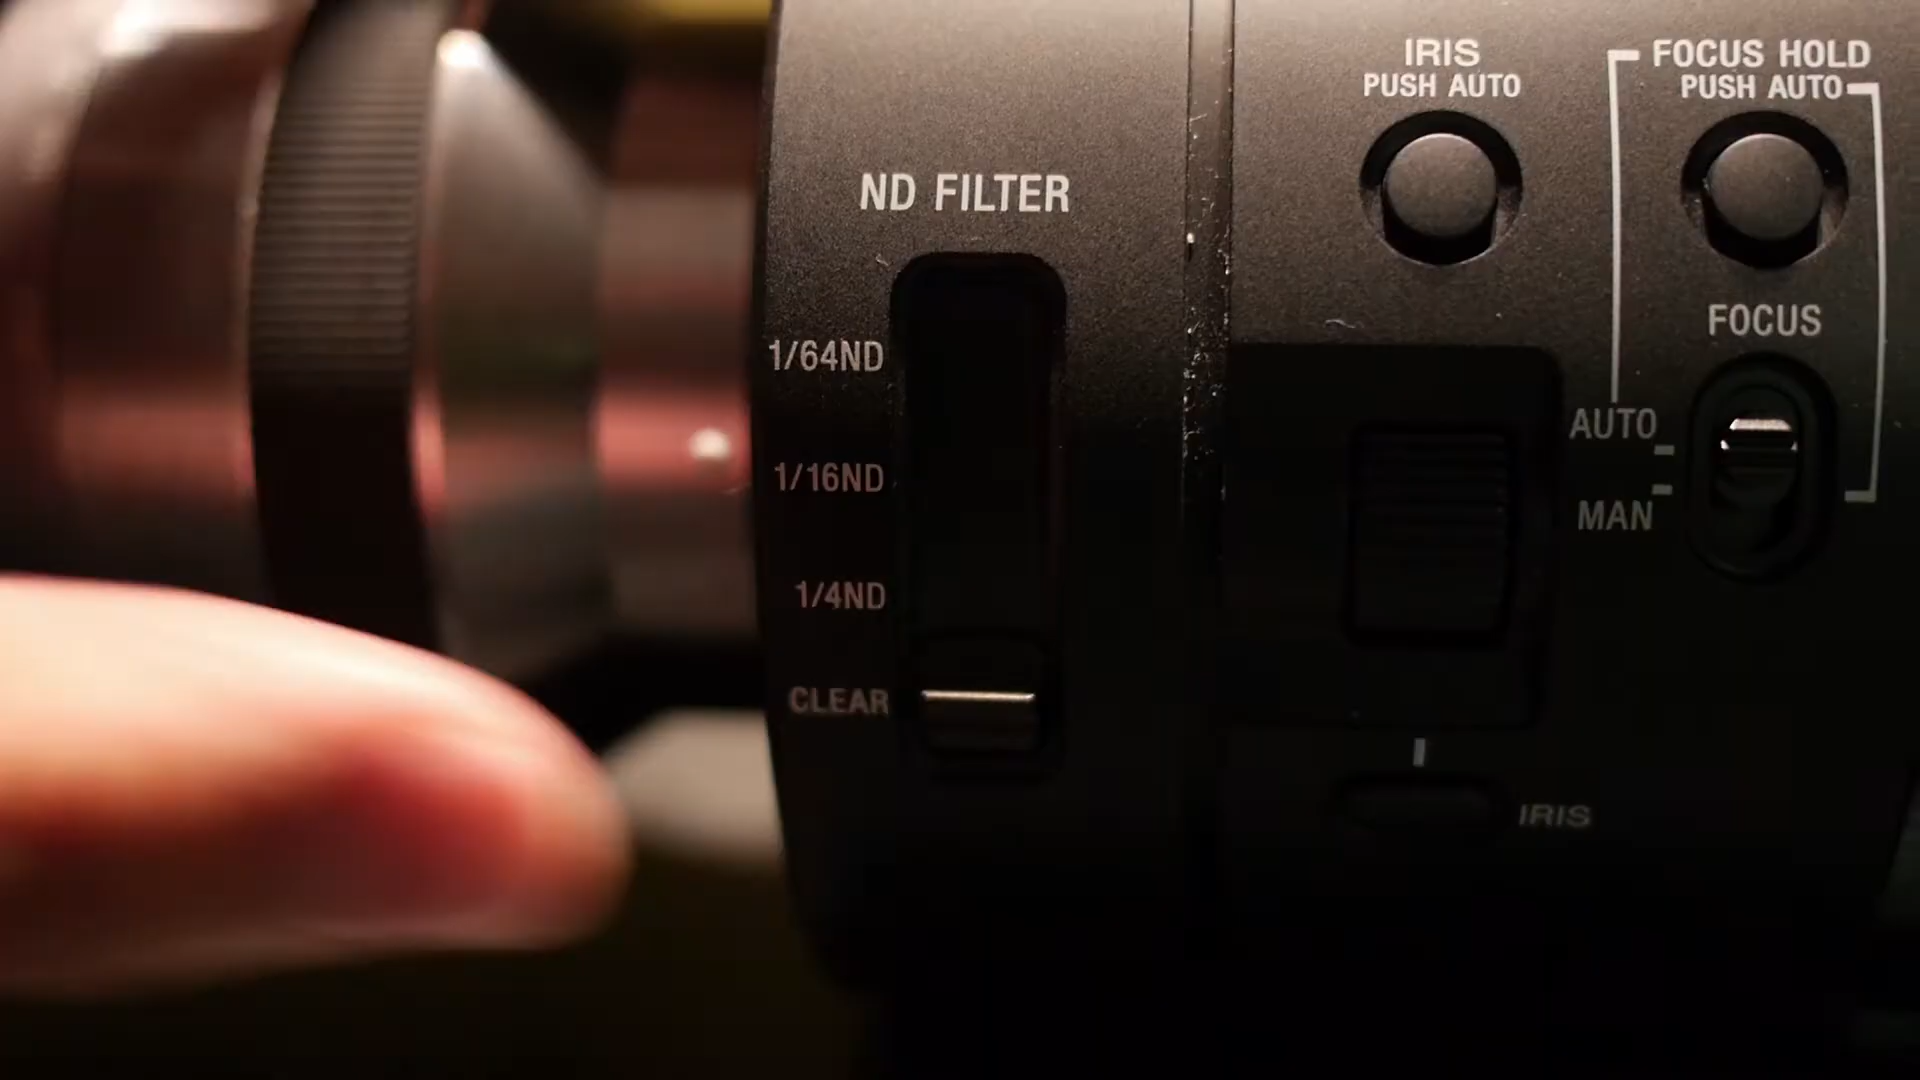 ND FILTER
1/64ND
1/16ND
1/4ND
CLEAR
IRIS
PUSH AUTO
FOCUS HOLD
PUSH AUTO
FOCUS
AUTO
MAN
IRIS